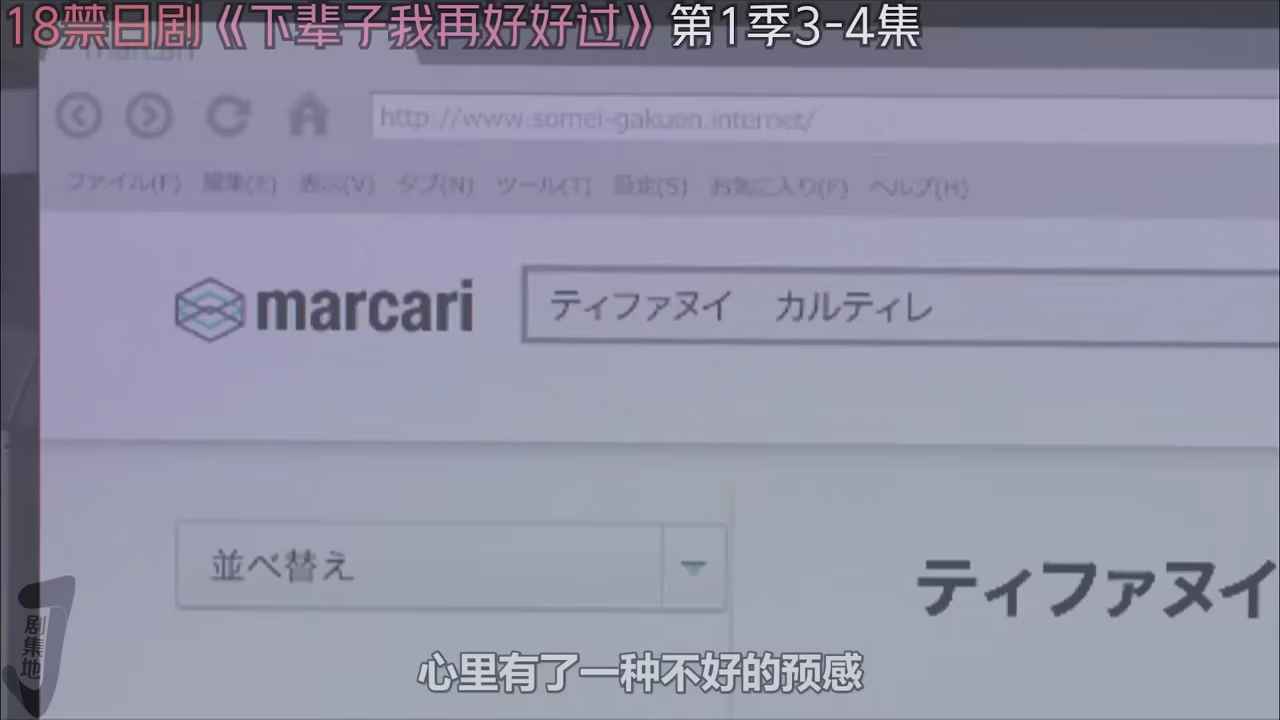 18禁日剧《下辈子我再好好过》第1季3-4集
marcari
http://www.somei-gakuen.internet/
ファイル(F) 編集(E) 表示(V) タブ(N) ツール(T) 設定(S) お気に入り(F) ヘルプ(H)
marcari
ティファヌイ カルティレ
並べ替え
ティファヌイ
剧集地
心里有了一种不好的预感